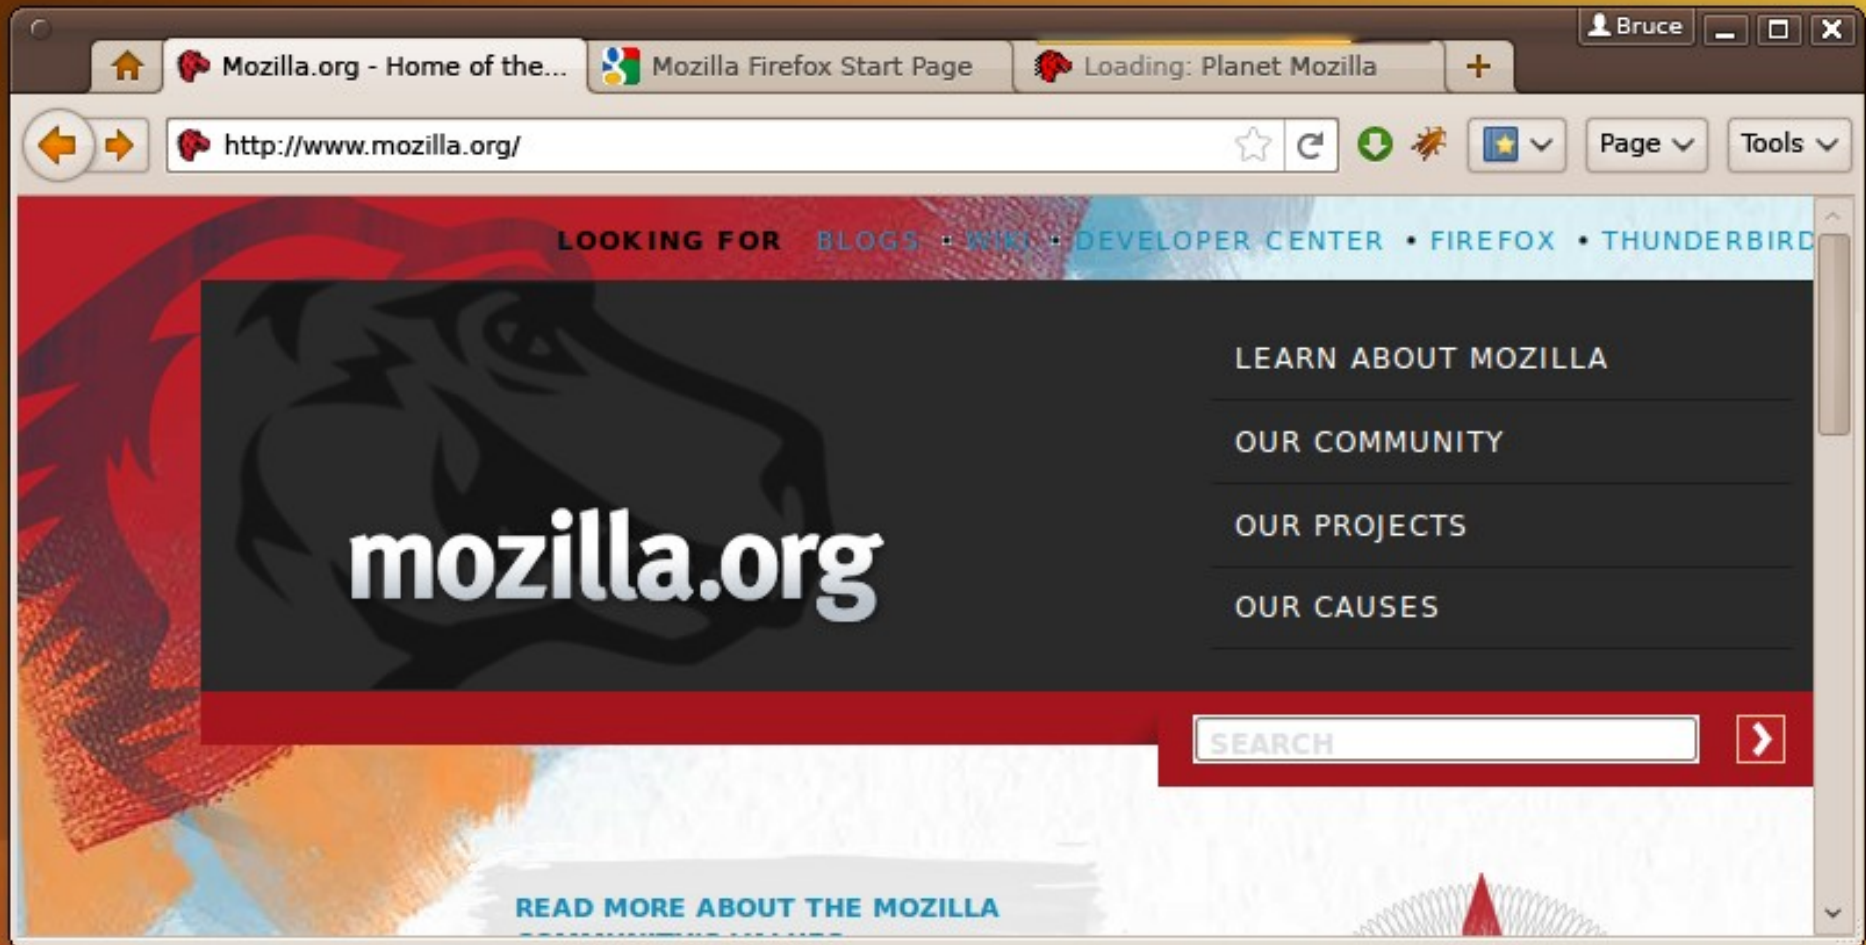 Bruce
Mozilla.org - Home of the...
Mozilla Firefox Start Page
Loading: Planet Mozilla
http://www.mozilla.org/
Page
Tools
LOOKING FOR BLOGS • WIKI • DEVELOPER CENTER • FIREFOX • THUNDERBIRD
LEARN ABOUT MOZILLA
OUR COMMUNITY
OUR PROJECTS
OUR CAUSES
mozilla.org
SEARCH
READ MORE ABOUT THE MOZILLA